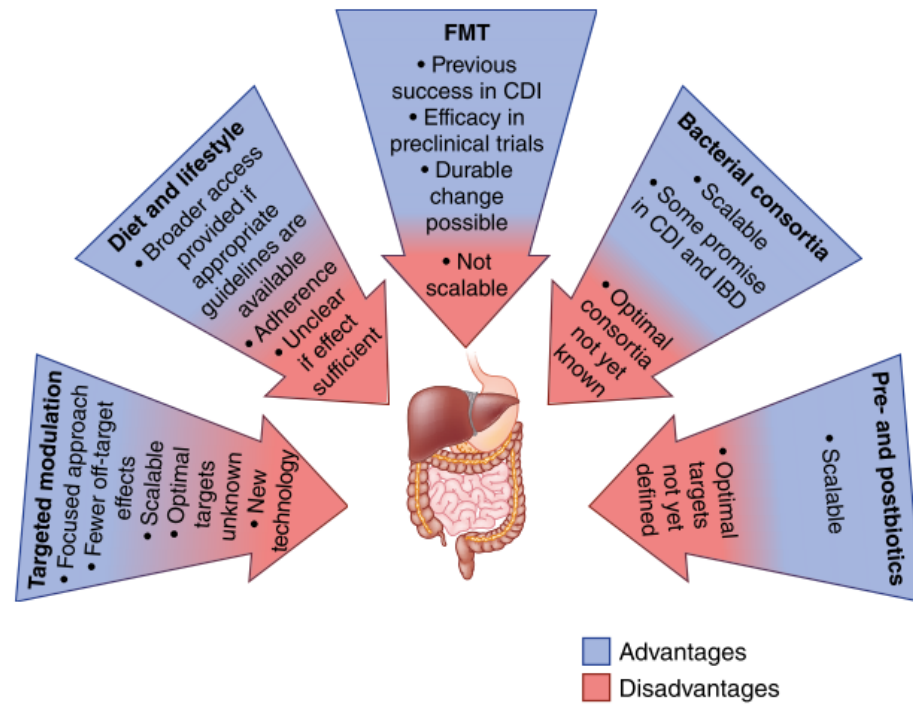 FMT
• Previous
success in CDI
• Efficacy in
preclinical trials
• Durable
change possible
• Not
scalable
Diet and lifestyle
• Broader access
provided if
appropriate
guidelines are
available
• Adherence
• Unclear
if effect
sufficient
Bacterial consortia
• Scalable
• Some promise
in CDI and IBD
• Optimal
consortia
not yet
known
Targeted modulation
• Focused approach
• Fewer off-target
effects
• Scalable
• Optimal
targets
unknown
• New
technology
Pre- and postbiotics
• Scalable
• Optimal
targets
not yet
defined
Advantages
Disadvantages